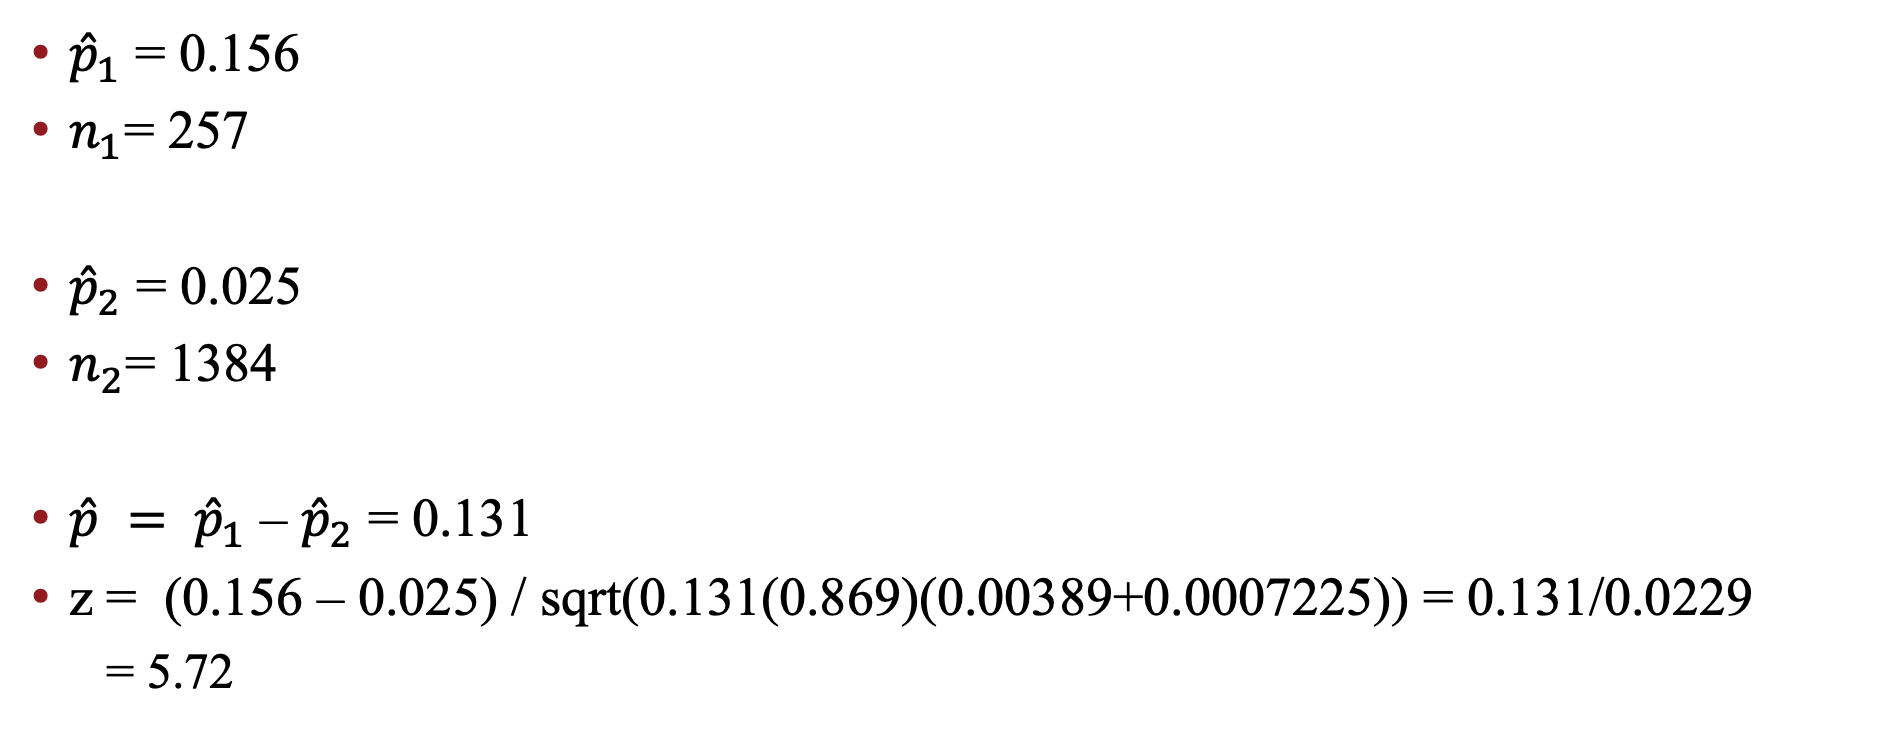 • p̂₁ = 0.156
• n₁= 257
• p̂₂ = 0.025
• n₂= 1384
• p̂ = p̂₁ – p̂₂ = 0.131
• z = (0.156 – 0.025) / sqrt(0.131(0.869)(0.00389+0.0007225)) = 0.131/0.0229
= 5.72